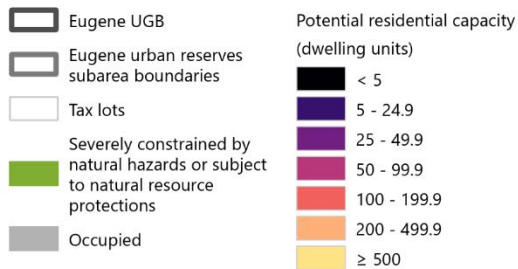 Eugene UGB
Eugene urban reserves
subarea boundaries
Tax lots
Severely constrained by
natural hazards or subject
to natural resource
protections
Occupied
Potential residential capacity
(dwelling units)
< 5
5 - 24.9
25 - 49.9
50 - 99.9
100 - 199.9
200 - 499.9
≥ 500